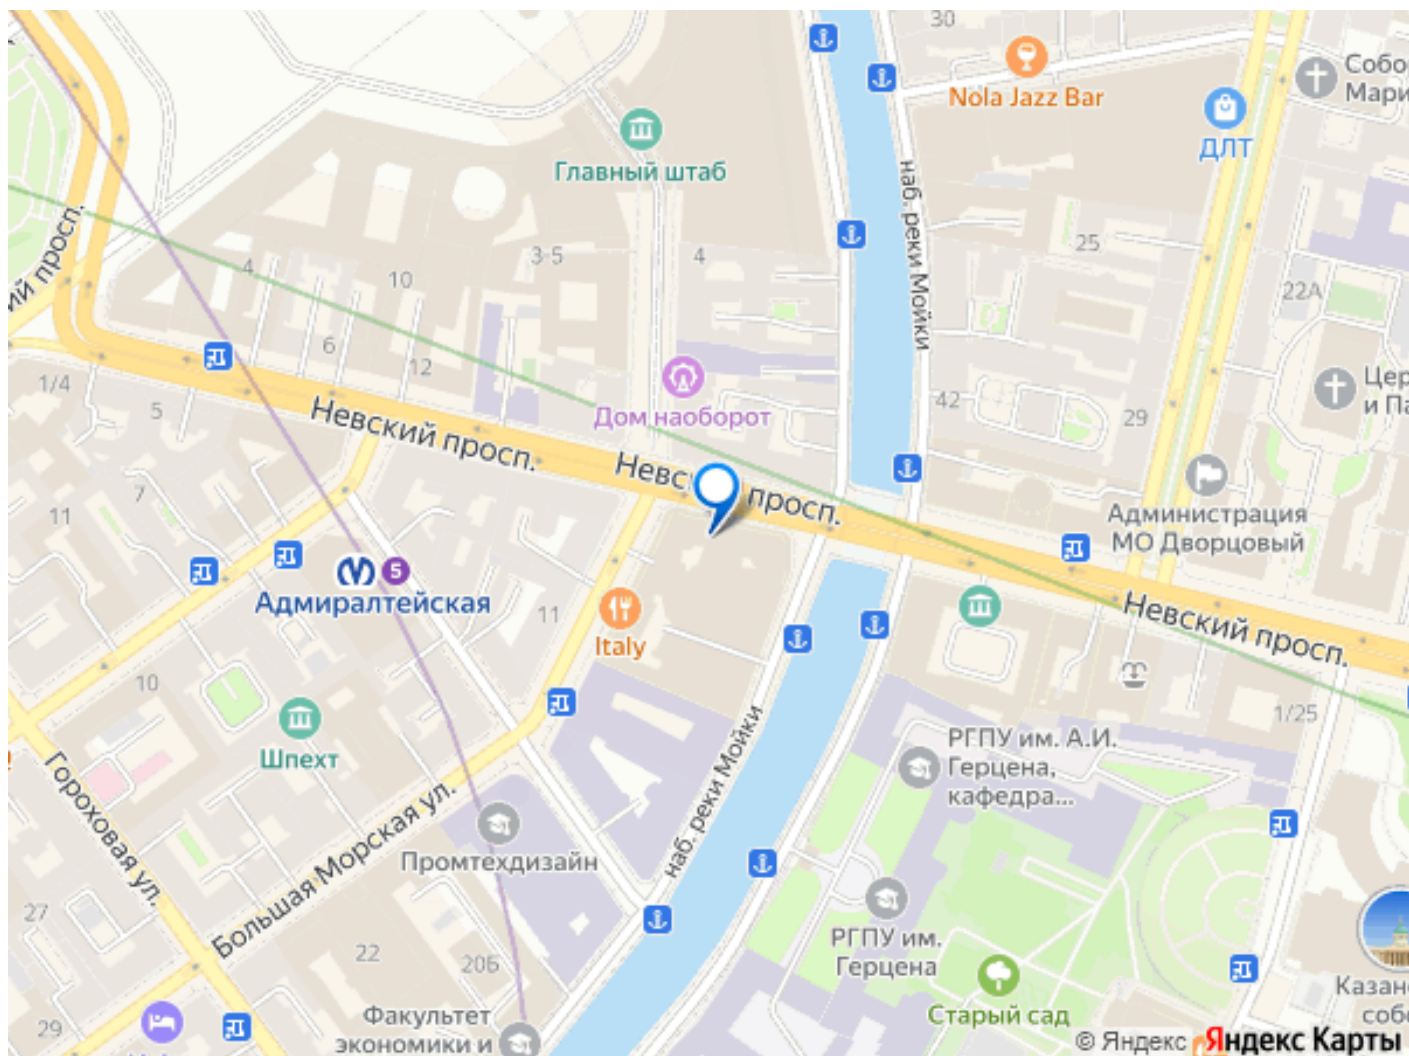 30
Nola Jazz Bar
Собо
Мари
ДЛТ
Главный штаб
наб. реки Мойки
ий просп.
4
10
3-5
4
25
22А
6
12
1/4
5
Дом наоборот
42
29
Цер
и Па
Невский просп.
Невс
просп.
7
11
Администрация
МО Дворцовый
5
Адмиралтейская
11
Italy
Невский просп.
10
Шпехт
1/25
наб. реки Мойки
РГПУ им. А.И.
Герцена,
кафедра...
Гороховая ул.
Большая Морская ул.
Промтехдизайн
27
22
20Б
РГПУ им.
Герцена
Старый сад
Казанс
собо
29
Факультет
экономики и
© Яндекс
Яндекс Карты